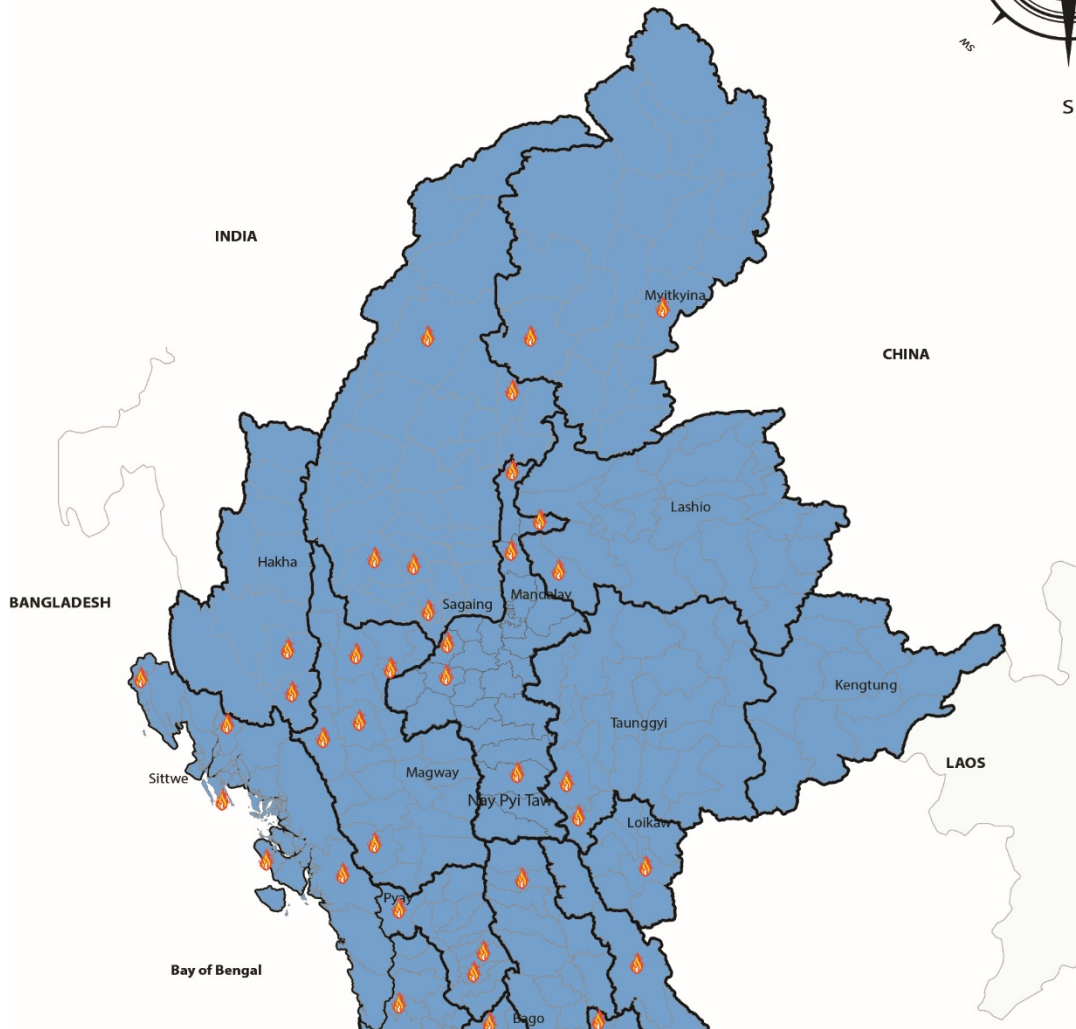 SW
S
INDIA
Myitkyina
CHINA
Lashio
Hakha
BANGLADESH
Mandalay
Sagaing
Kengtung
Taunggyi
LAOS
Sittwe
Magway
Nay Pyi Taw
Loikaw
Pyay
Bay of Bengal
Bago